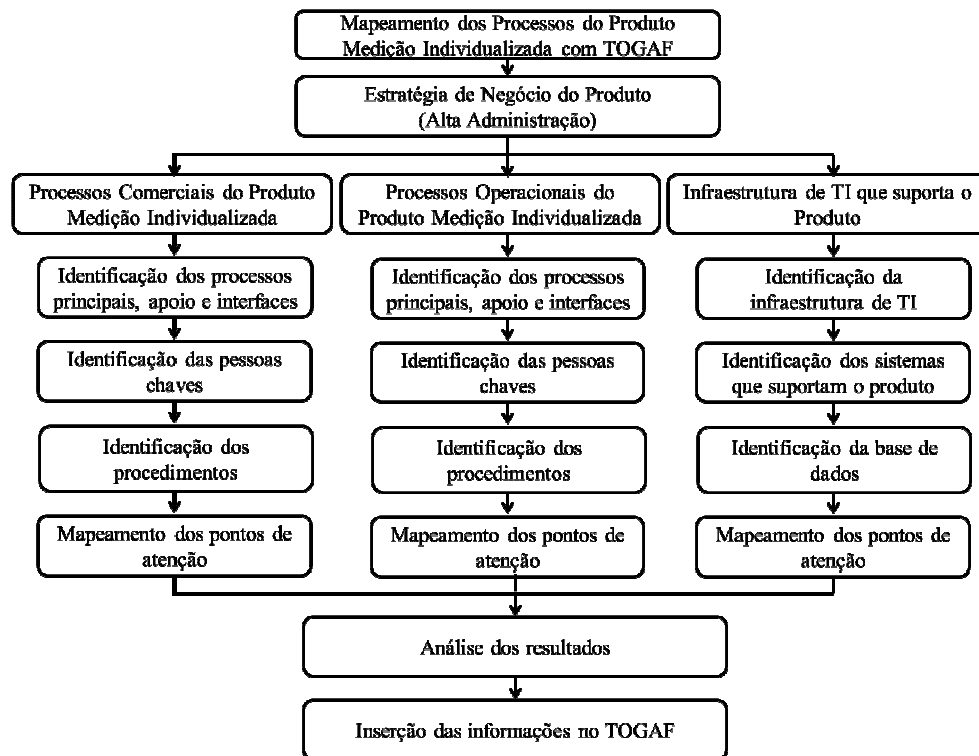 Mapeamento dos Processos do Produto
Medição Individualizada com TOGAF
Estratégia de Negócio do Produto
(Alta Administração)
Processos Comerciais do Produto
Medição Individualizada
Identificação dos processos
principais, apoio e interfaces
Identificação das pessoas
chaves
Identificação dos
procedimentos
Mapeamento dos pontos de
atenção
Processos Operacionais do
Produto Medição Individualizada
Identificação dos processos
principais, apoio e interfaces
Identificação das pessoas
chaves
Identificação dos
procedimentos
Mapeamento dos pontos de
atenção
Infraestrutura de TI que suporta o
Produto
Identificação da
infraestrutura de TI
Identificação dos sistemas
que suportam o produto
Identificação da base de
dados
Mapeamento dos pontos de
atenção
Análise dos resultados
Inserção das informações no TOGAF